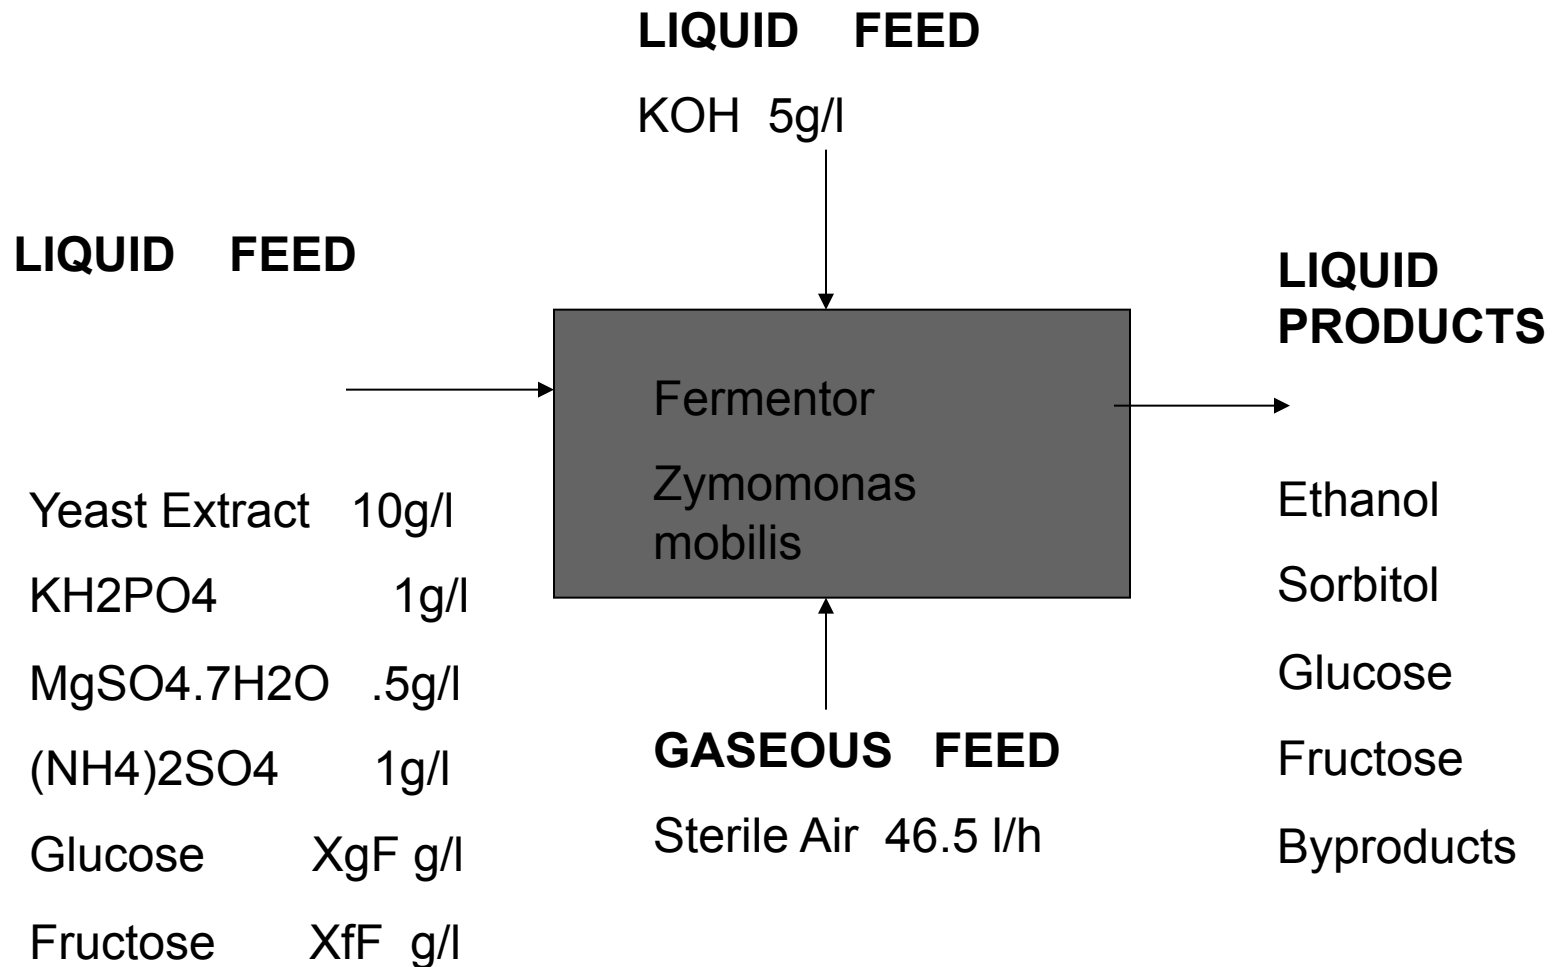 LIQUID FEED
KOH 5g/l
LIQUID FEED
Yeast Extract 10g/l
KH2PO4 1g/l
MgSO4.7H2O .5g/l
(NH4)2SO4 1g/l
Glucose XgF g/l
Fructose XfF g/l
Fermentor
Zymomonas
mobilis
GASEOUS FEED
Sterile Air 46.5 l/h
LIQUID
PRODUCTS
Ethanol
Sorbitol
Glucose
Fructose
Byproducts